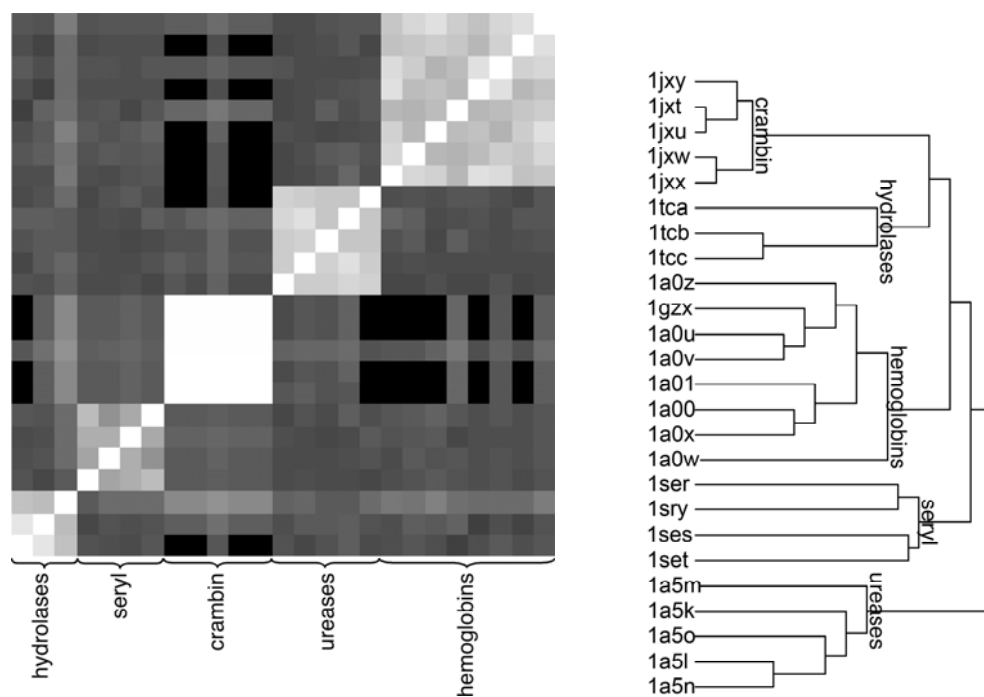 hydrolases
seryl
crambin
ureases
hemoglobins
1jxy
1jxt
1jxu
1jxw
1jxx
1tca
1tcb
1tcc
1a0z
1gzx
1a0u
1a0v
1a01
1a00
1a0x
1a0w
1ser
1sry
1ses
1set
1a5m
1a5k
1a5o
1a5l
1a5n
crambin
hydrolases
hemoglobins
seryl
ureases